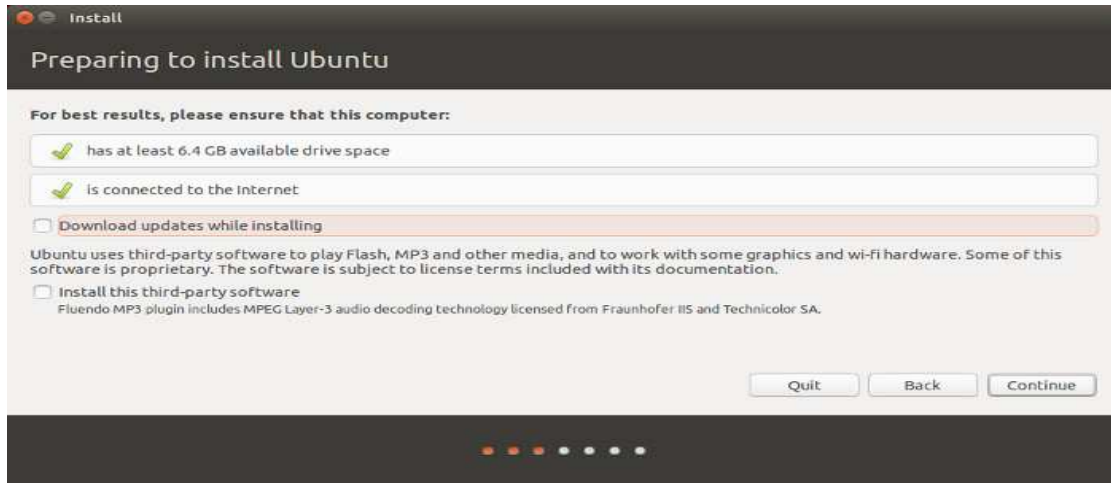 Install
Preparing to install Ubuntu
For best results, please ensure that this computer:
has at least 6.4 GB available drive space
is connected to the Internet
Download updates while installing
Ubuntu uses third-party software to play Flash, MP3 and other media, and to work with some graphics and wi-fi hardware. Some of this
software is proprietary. The software is subject to license terms included with its documentation.
Install this third-party software
Fluendo MP3 plugin includes MPEG Layer-3 audio decoding technology licensed from Fraunhofer IIS and Technicolor SA.
Quit Back Continue